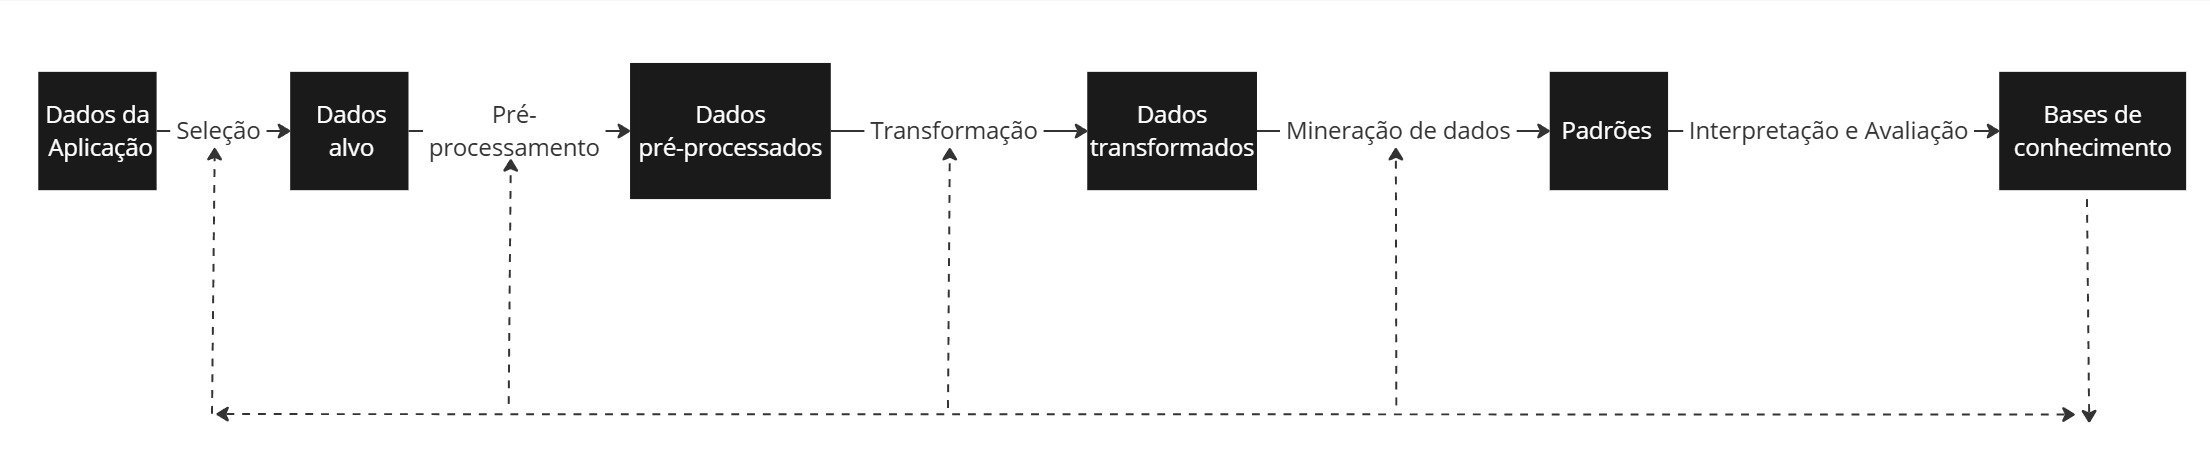 Dados da
Aplicação
Seleção
Dados
alvo
Pré-
processamento
Dados
pré-processados
Transformação
Dados
transformados
Mineração de dados
Padrões
Interpretação e Avaliação
Bases de
conhecimento